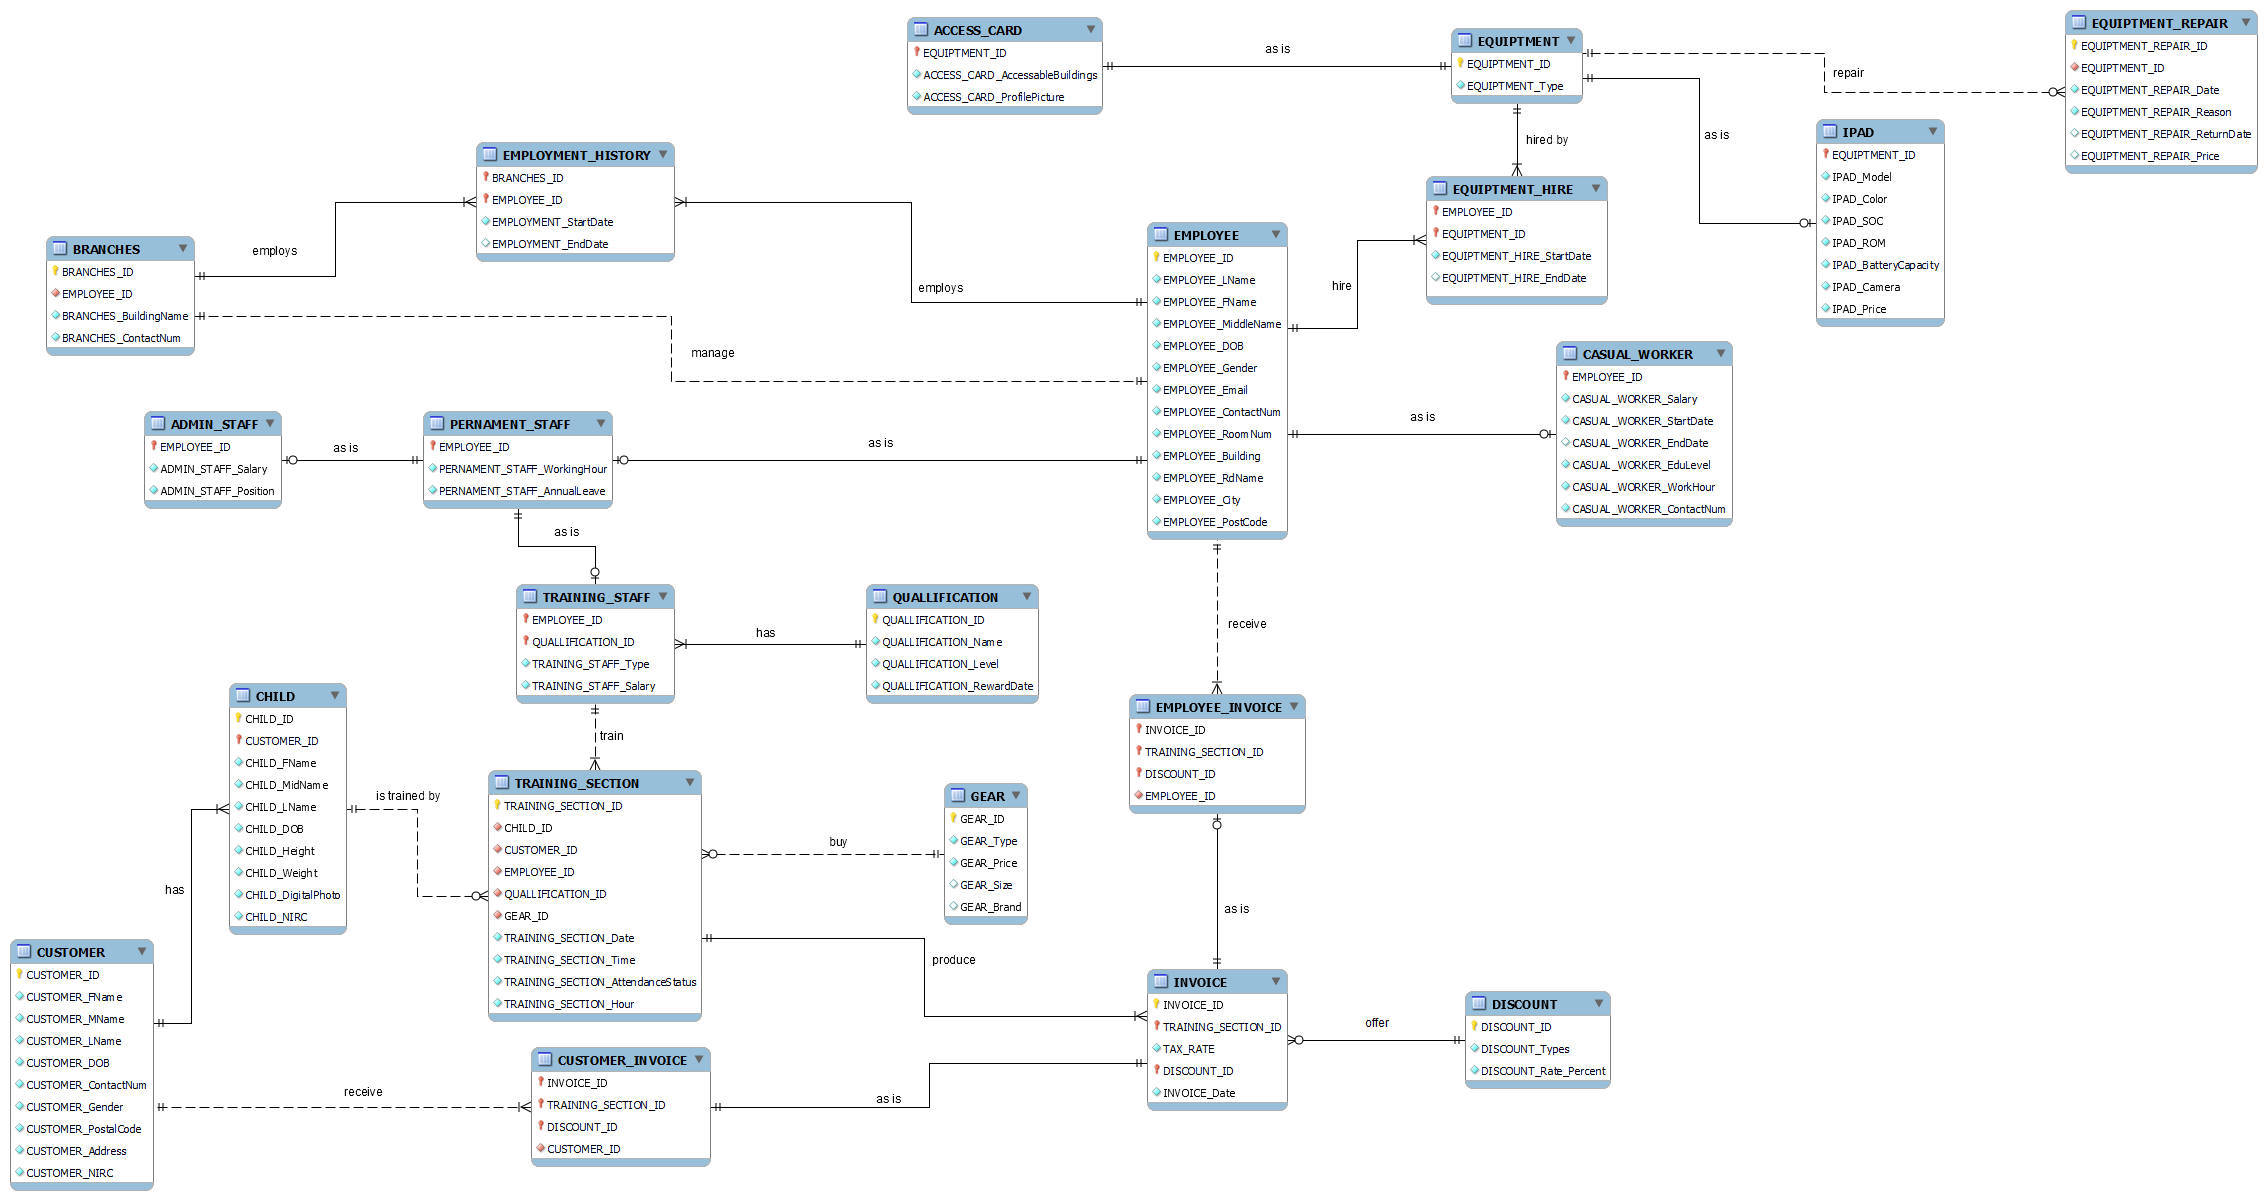 ACCESS_CARD
EQUIPTMENT_ID
ACCESS_CARD_AccessableBuildings
ACCESS_CARD_ProfilePicture
as is
EQUIPTMENT
EQUIPTMENT_ID
EQUIPTMENT_Type
repair
EQUIPTMENT_REPAIR
EQUIPTMENT_REPAIR_ID
EQUIPTMENT_ID
EQUIPTMENT_REPAIR_Date
EQUIPTMENT_REPAIR_Reason
EQUIPTMENT_REPAIR_ReturnDate
EQUIPTMENT_REPAIR_Price
hired by
as is
IPAD
EQUIPTMENT_ID
IPAD_Model
IPAD_Color
IPAD_SOC
IPAD_ROM
IPAD_BatteryCapacity
IPAD_Camera
IPAD_Price
EMPLOYMENT_HISTORY
BRANCHES_ID
EMPLOYEE_ID
EMPLOYMENT_StartDate
EMPLOYMENT_EndDate
EQUIPTMENT_HIRE
EMPLOYEE_ID
EQUIPTMENT_ID
EQUIPTMENT_HIRE_StartDate
EQUIPTMENT_HIRE_EndDate
BRANCHES
BRANCHES_ID
EMPLOYEE_ID
BRANCHES_BuildingName
BRANCHES_ContactNum
employs
employs
manage
hire
EMPLOYEE
EMPLOYEE_ID
EMPLOYEE_LName
EMPLOYEE_FName
EMPLOYEE_MiddleName
EMPLOYEE_DOB
EMPLOYEE_Gender
EMPLOYEE_Email
EMPLOYEE_ContactNum
EMPLOYEE_RoomNum
EMPLOYEE_Building
EMPLOYEE_RdName
EMPLOYEE_City
EMPLOYEE_PostCode
as is
CASUAL_WORKER
EMPLOYEE_ID
CASUAL_WORKER_Salary
CASUAL_WORKER_StartDate
CASUAL_WORKER_EndDate
CASUAL_WORKER_EduLevel
CASUAL_WORKER_WorkHour
CASUAL_WORKER_ContactNum
ADMIN_STAFF
EMPLOYEE_ID
ADMIN_STAFF_Salary
ADMIN_STAFF_Position
as is
PERNAMENT_STAFF
EMPLOYEE_ID
PERNAMENT_STAFF_WorkingHour
PERNAMENT_STAFF_AnnualLeave
as is
as is
TRAINING_STAFF
EMPLOYEE_ID
QUALLIFICATION_ID
TRAINING_STAFF_Type
TRAINING_STAFF_Salary
has
QUALLIFICATION
QUALLIFICATION_ID
QUALLIFICATION_Name
QUALLIFICATION_Level
QUALLIFICATION_RewardDate
receive
EMPLOYEE_INVOICE
INVOICE_ID
TRAINING_SECTION_ID
DISCOUNT_ID
EMPLOYEE_ID
CHILD
CHILD_ID
CUSTOMER_ID
CHILD_FName
CHILD_MidName
CHILD_LName
CHILD_DOB
CHILD_Height
CHILD_Weight
CHILD_DigitalPhoto
CHILD_NIRC
is trained by
train
TRAINING_SECTION
TRAINING_SECTION_ID
CHILD_ID
CUSTOMER_ID
EMPLOYEE_ID
QUALLIFICATION_ID
GEAR_ID
TRAINING_SECTION_Date
TRAINING_SECTION_Time
TRAINING_SECTION_AttendanceStatus
TRAINING_SECTION_Hour
buy
GEAR
GEAR_ID
GEAR_Type
GEAR_Price
GEAR_Size
GEAR_Brand
has
as is
produce
CUSTOMER
CUSTOMER_ID
CUSTOMER_FName
CUSTOMER_MName
CUSTOMER_LName
CUSTOMER_DOB
CUSTOMER_ContactNum
CUSTOMER_Gender
CUSTOMER_PostalCode
CUSTOMER_Address
CUSTOMER_NIRC
receive
CUSTOMER_INVOICE
INVOICE_ID
TRAINING_SECTION_ID
DISCOUNT_ID
CUSTOMER_ID
as is
INVOICE
INVOICE_ID
TRAINING_SECTION_ID
TAX_RATE
DISCOUNT_ID
INVOICE_Date
offer
DISCOUNT
DISCOUNT_ID
DISCOUNT_Types
DISCOUNT_Rate_Percent